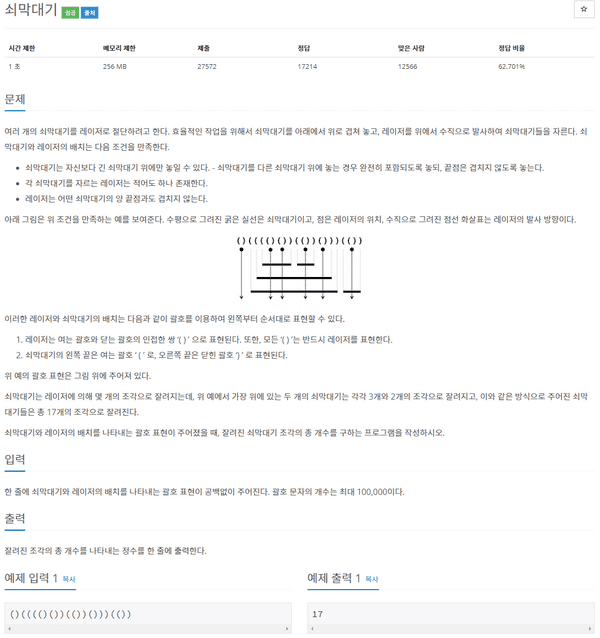 쇠막대기 성공 출처
☆
시간 제한 메모리 제한 제출 정답 맞은 사람 정답 비율
1 초 256 MB 27572 17214 12566 62.701%
문제
여러 개의 쇠막대기를 레이저로 절단하려고 한다. 효율적인 작업을 위해서 쇠막대기를 아래에서 위로 겹쳐 놓고, 레이저를 위에서 수직으로 발사하여 쇠막대기들을 자른다. 쇠
막대기와 레이저의 배치는 다음 조건을 만족한다.
• 쇠막대기는 자신보다 긴 쇠막대기 위에만 놓일 수 있다. - 쇠막대기를 다른 쇠막대기 위에 놓는 경우 완전히 포함되도록 놓되, 끝점은 겹치지 않도록 놓는다.
• 각 쇠막대기를 자르는 레이저는 적어도 하나 존재한다.
• 레이저는 어떤 쇠막대기의 양 끝점과도 겹치지 않는다.
아래 그림은 위 조건을 만족하는 예를 보여준다. 수평으로 그려진 굵은 실선은 쇠막대기이고, 점은 레이저의 위치, 수직으로 그려진 점선 화살표는 레이저의 발사 방향이다.
()(((()())(())()))(())
이러한 레이저와 쇠막대기의 배치는 다음과 같이 괄호를 이용하여 왼쪽부터 순서대로 표현할 수 있다.
1. 레이저는 여는 괄호와 닫는 괄호의 인접한 쌍 ‘( ) ’ 으로 표현된다. 또한, 모든 ‘( ) ’는 반드시 레이저를 표현한다.
2. 쇠막대기의 왼쪽 끝은 여는 괄호 ‘ ( ’ 로, 오른쪽 끝은 닫힌 괄호 ‘) ’ 로 표현된다.
위 예의 괄호 표현은 그림 위에 주어져 있다.
쇠막대기는 레이저에 의해 몇 개의 조각으로 잘려지는데, 위 예에서 가장 위에 있는 두 개의 쇠막대기는 각각 3개와 2개의 조각으로 잘려지고, 이와 같은 방식으로 주어진 쇠막
대기들은 총 17개의 조각으로 잘려진다.
쇠막대기와 레이저의 배치를 나타내는 괄호 표현이 주어졌을 때, 잘려진 쇠막대기 조각의 총 개수를 구하는 프로그램을 작성하시오.
입력
한 줄에 쇠막대기와 레이저의 배치를 나타내는 괄호 표현이 공백없이 주어진다. 괄호 문자의 개수는 최대 100,000이다.
출력
잘려진 조각의 총 개수를 나타내는 정수를 한 줄에 출력한다.
예제 입력 1 복사 예제 출력 1 복사
()(((()())(())()))(()) 17